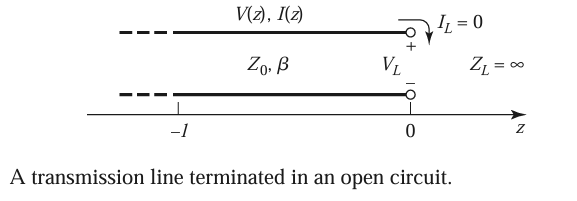 V(z), I(z)
I_L = 0
+
Z_0, β
V_L
Z_L = ∞
–
–l
0
z
A transmission line terminated in an open circuit.